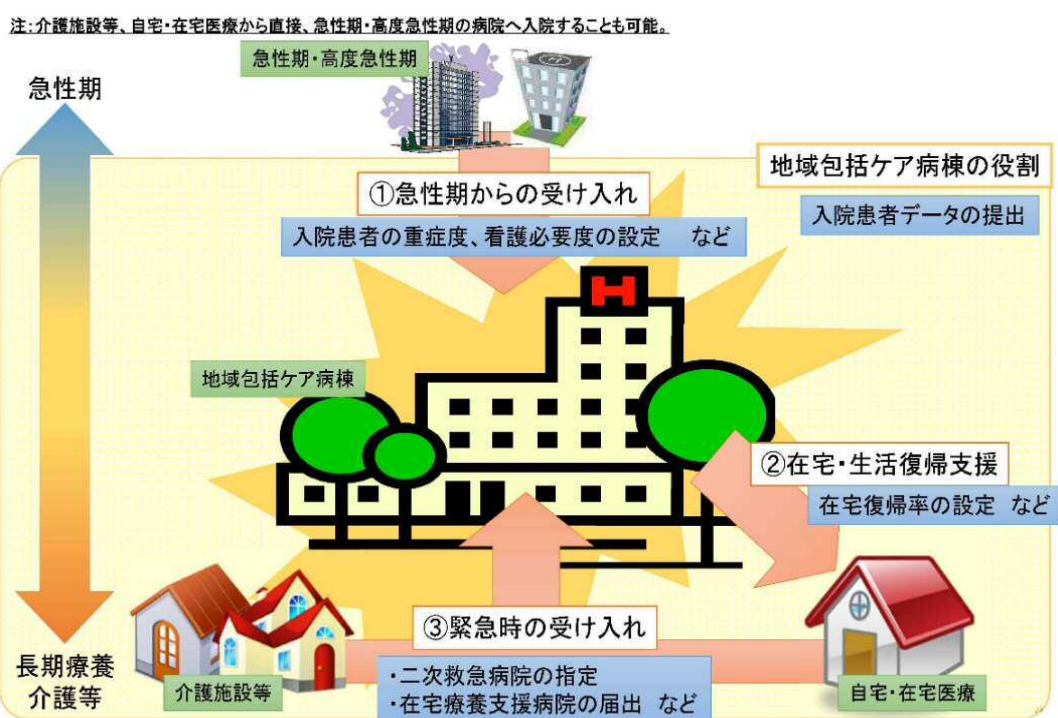 注:介護施設等、自宅・在宅医療から直接、急性期・高度急性期の病院へ入院することも可能。
急性期・高度急性期
急性期
地域包括ケア病棟の役割
入院患者データの提出
①急性期からの受け入れ
入院患者の重症度、看護必要度の設定 など
H
地域包括ケア病棟
②在宅・生活復帰支援
在宅復帰率の設定 など
③緊急時の受け入れ
・二次救急病院の指定
・在宅療養支援病院の届出 など
長期療養
介護等
介護施設等
自宅・在宅医療